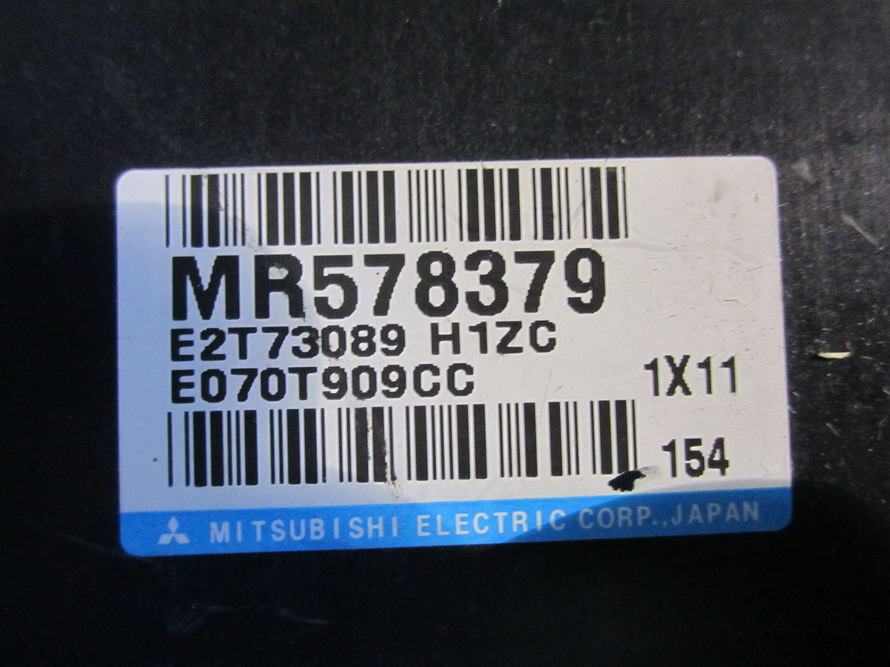 MR578379
E2T73089 H1ZC
E070T909CC 1X11
154
MITSUBISHI ELECTRIC CORP.,JAPAN